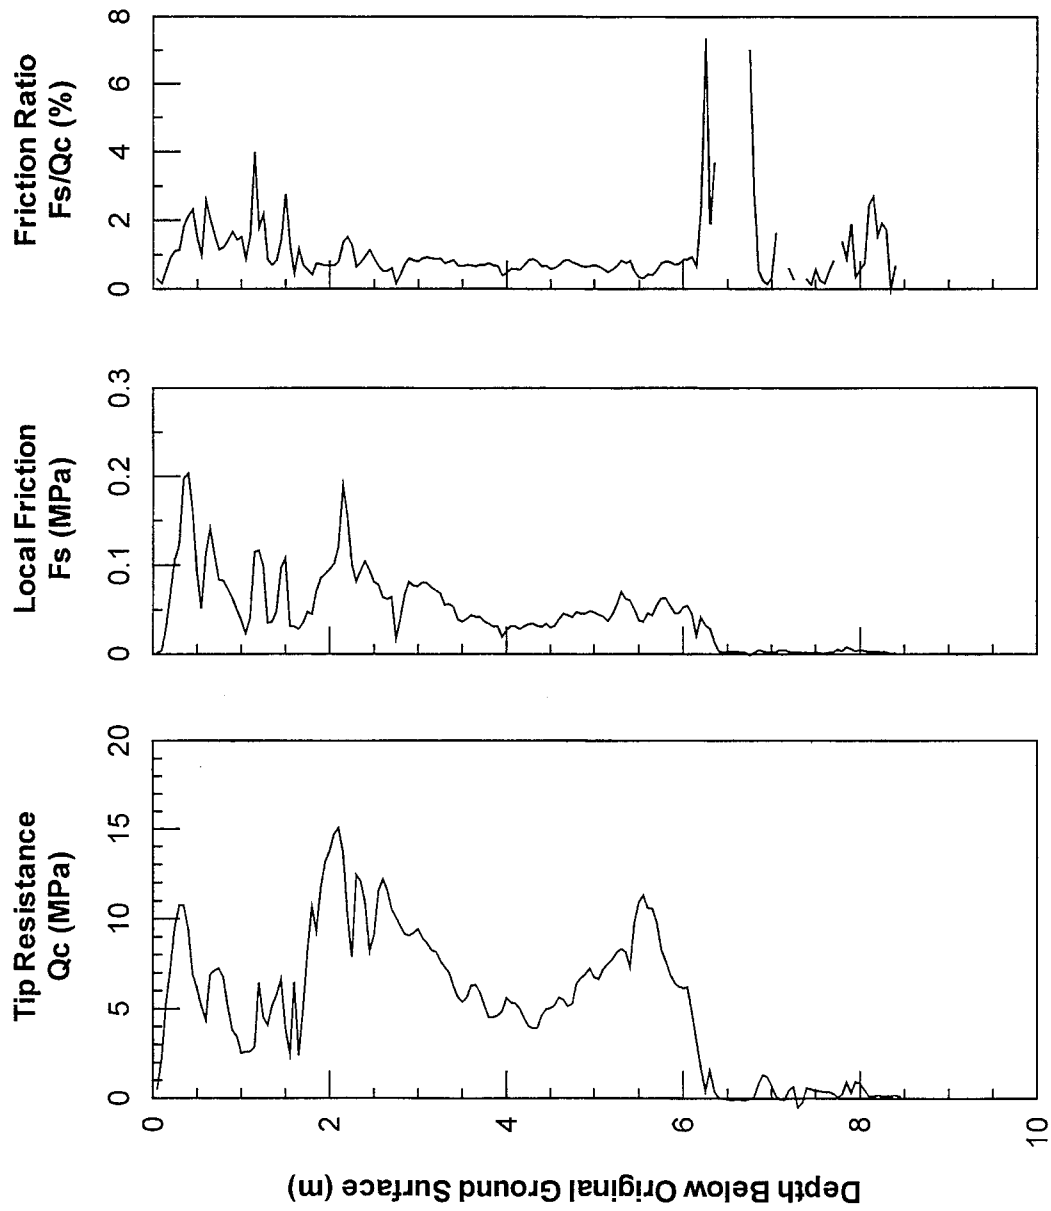 Tip Resistance
Qc (MPa)
0 5 10 15 20
Local Friction
Fs (MPa)
0 0.1 0.2 0.3
Friction Ratio
Fs/Qc (%)
0 2 4 6 8
Depth Below Original Ground Surface (m)
0
2
4
6
8
10